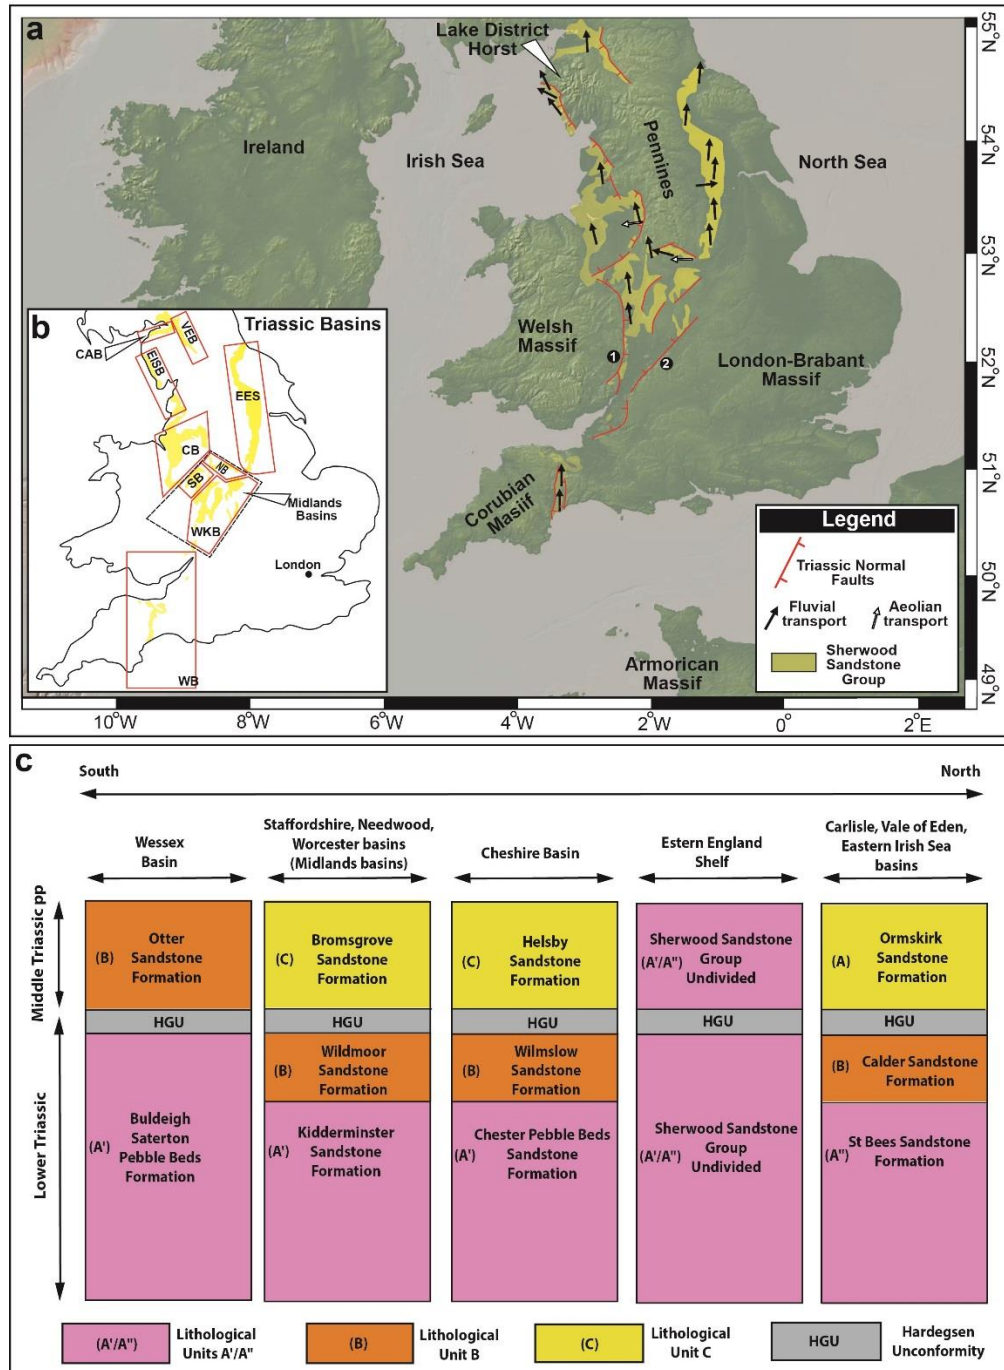 a
Lake District
Horst
Ireland
Irish Sea
Pennines
North Sea
Welsh
Massif
London-Brabant
Massif
Corubian
Masiif
Armorican
Massif
1
2
55°N
54°N
53°N
52°N
51°N
50°N
49°N
10°W
8°W
6°W
4°W
2°W
0°
2°E
b
Triassic Basins
CAB
VEB
EISB
EES
CB
NB
SB
WKB
Midlands
Basins
London
WB
Legend
Triassic Normal
Faults
Fluvial
transport
Aeolian
transport
Sherwood
Sandstone
Group
c
South
North
Wessex
Basin
Staffordshire, Needwood,
Worcester basins
(Midlands basins)
Cheshire Basin
Estern England
Shelf
Carlisle, Vale of Eden,
Eastern Irish Sea
basins
Middle Triassic pp
Lower Triassic
(B)
Otter
Sandstone
Formation
(C)
Bromsgrove
Sandstone
Formation
(C)
Helsby
Sandstone
Formation
(A'/A")
Sherwood Sandstone
Group
Undivided
(A)
Ormskirk
Sandstone
Formation
HGU
HGU
HGU
HGU
HGU
(A')
Buldeigh
Saterton
Pebble Beds
Formation
(B)
Wildmoor
Sandstone
Formation
(B)
Wilmslow
Sandstone
Formation
(A'/A")
Sherwood Sandstone
Group
Undivided
(B)
Calder Sandstone
Formation
(A')
Kidderminster
Sandstone
Formation
(A')
Chester Pebble Beds
Sandstone
Formation
(A")
St Bees Sandstone
Formation
(A'/A")
Lithological
Units A'/A"
(B)
Lithological
Unit B
(C)
Lithological
Unit C
HGU
Hardegsen
Unconformity